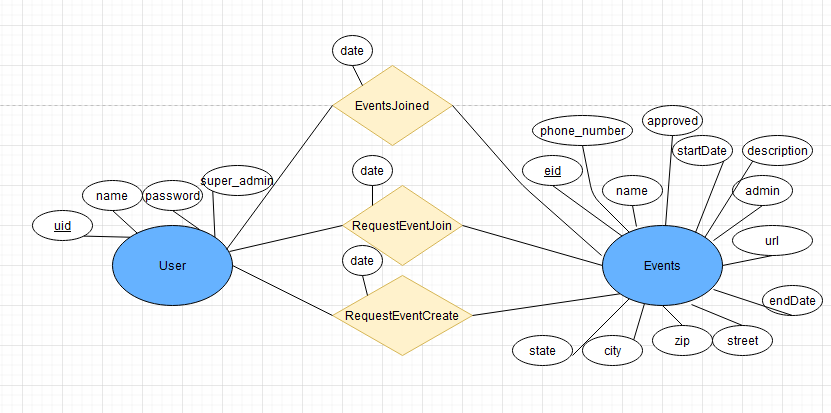 date
EventsJoined
approved
phone_number
startDate
description
date
eid
super_admin
name
password
name
admin
uid
RequestEventJoin
url
date
User
Events
endDate
RequestEventCreate
state
city
zip
street